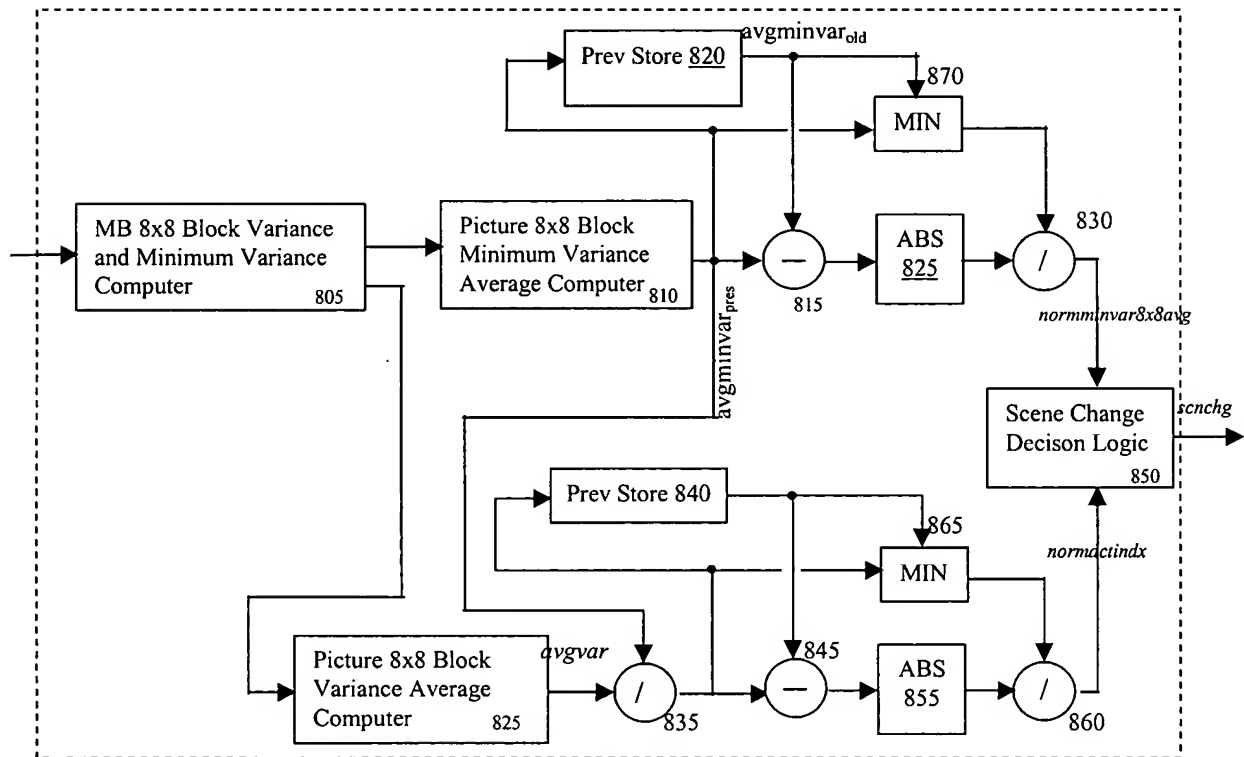 avgminvarold
Prev Store 820
870
MIN
MB 8x8 Block Variance
and Minimum Variance
Computer
805
Picture 8x8 Block
Minimum Variance
Average Computer
810
—
815
ABS
825
/
830
avgminvarpres
normminvar8x8avg
Scene Change
Decison Logic
850
scnchg
Prev Store 840
865
MIN
normactindx
Picture 8x8 Block
Variance Average
Computer
825
avgvar
/
835
—
845
ABS
855
/
860